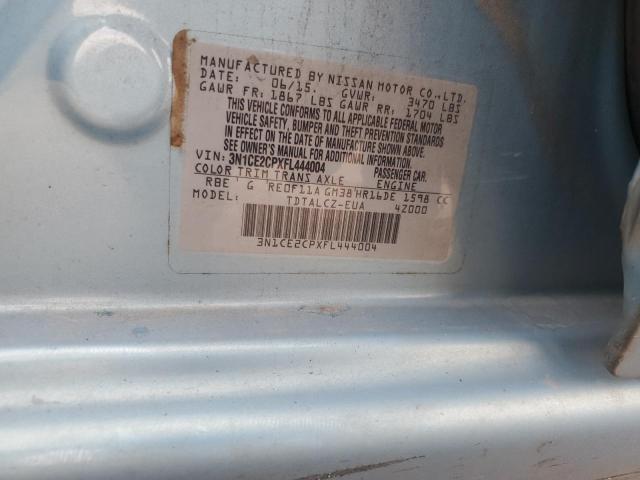 MANUFACTURED BY NISSAN MOTOR CO.,LTD.
DATE: 06/15. GVWR: 3470 LBS
GAWR FR: 1867 LBS GAWR RR: 1704 LBS
THIS VEHICLE CONFORMS TO ALL APPLICABLE FEDERAL MOTOR
VEHICLE SAFETY, BUMPER AND THEFT PREVENTION STANDARDS
IN EFFECT ON THE DATE OF MANUFACTURE SHOWN ABOVE.
SEE OWNER'S MANUAL FOR ADDITIONAL INFORMATION.
VIN: 3N1CE2CPXFL444004 PASSENGER CAR.
COLOR TRIM TRANS AXLE ENGINE
RBE G RE0F11A GM38 HR16DE 1598 CC
MODEL: TDTALCZ-EUA 42000
3N1CE2CPXFL444004